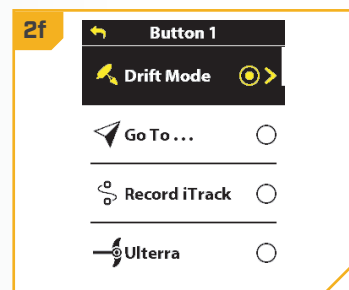 2f
Button 1
Drift Mode
Go To ...
Record iTrack
Ulterra